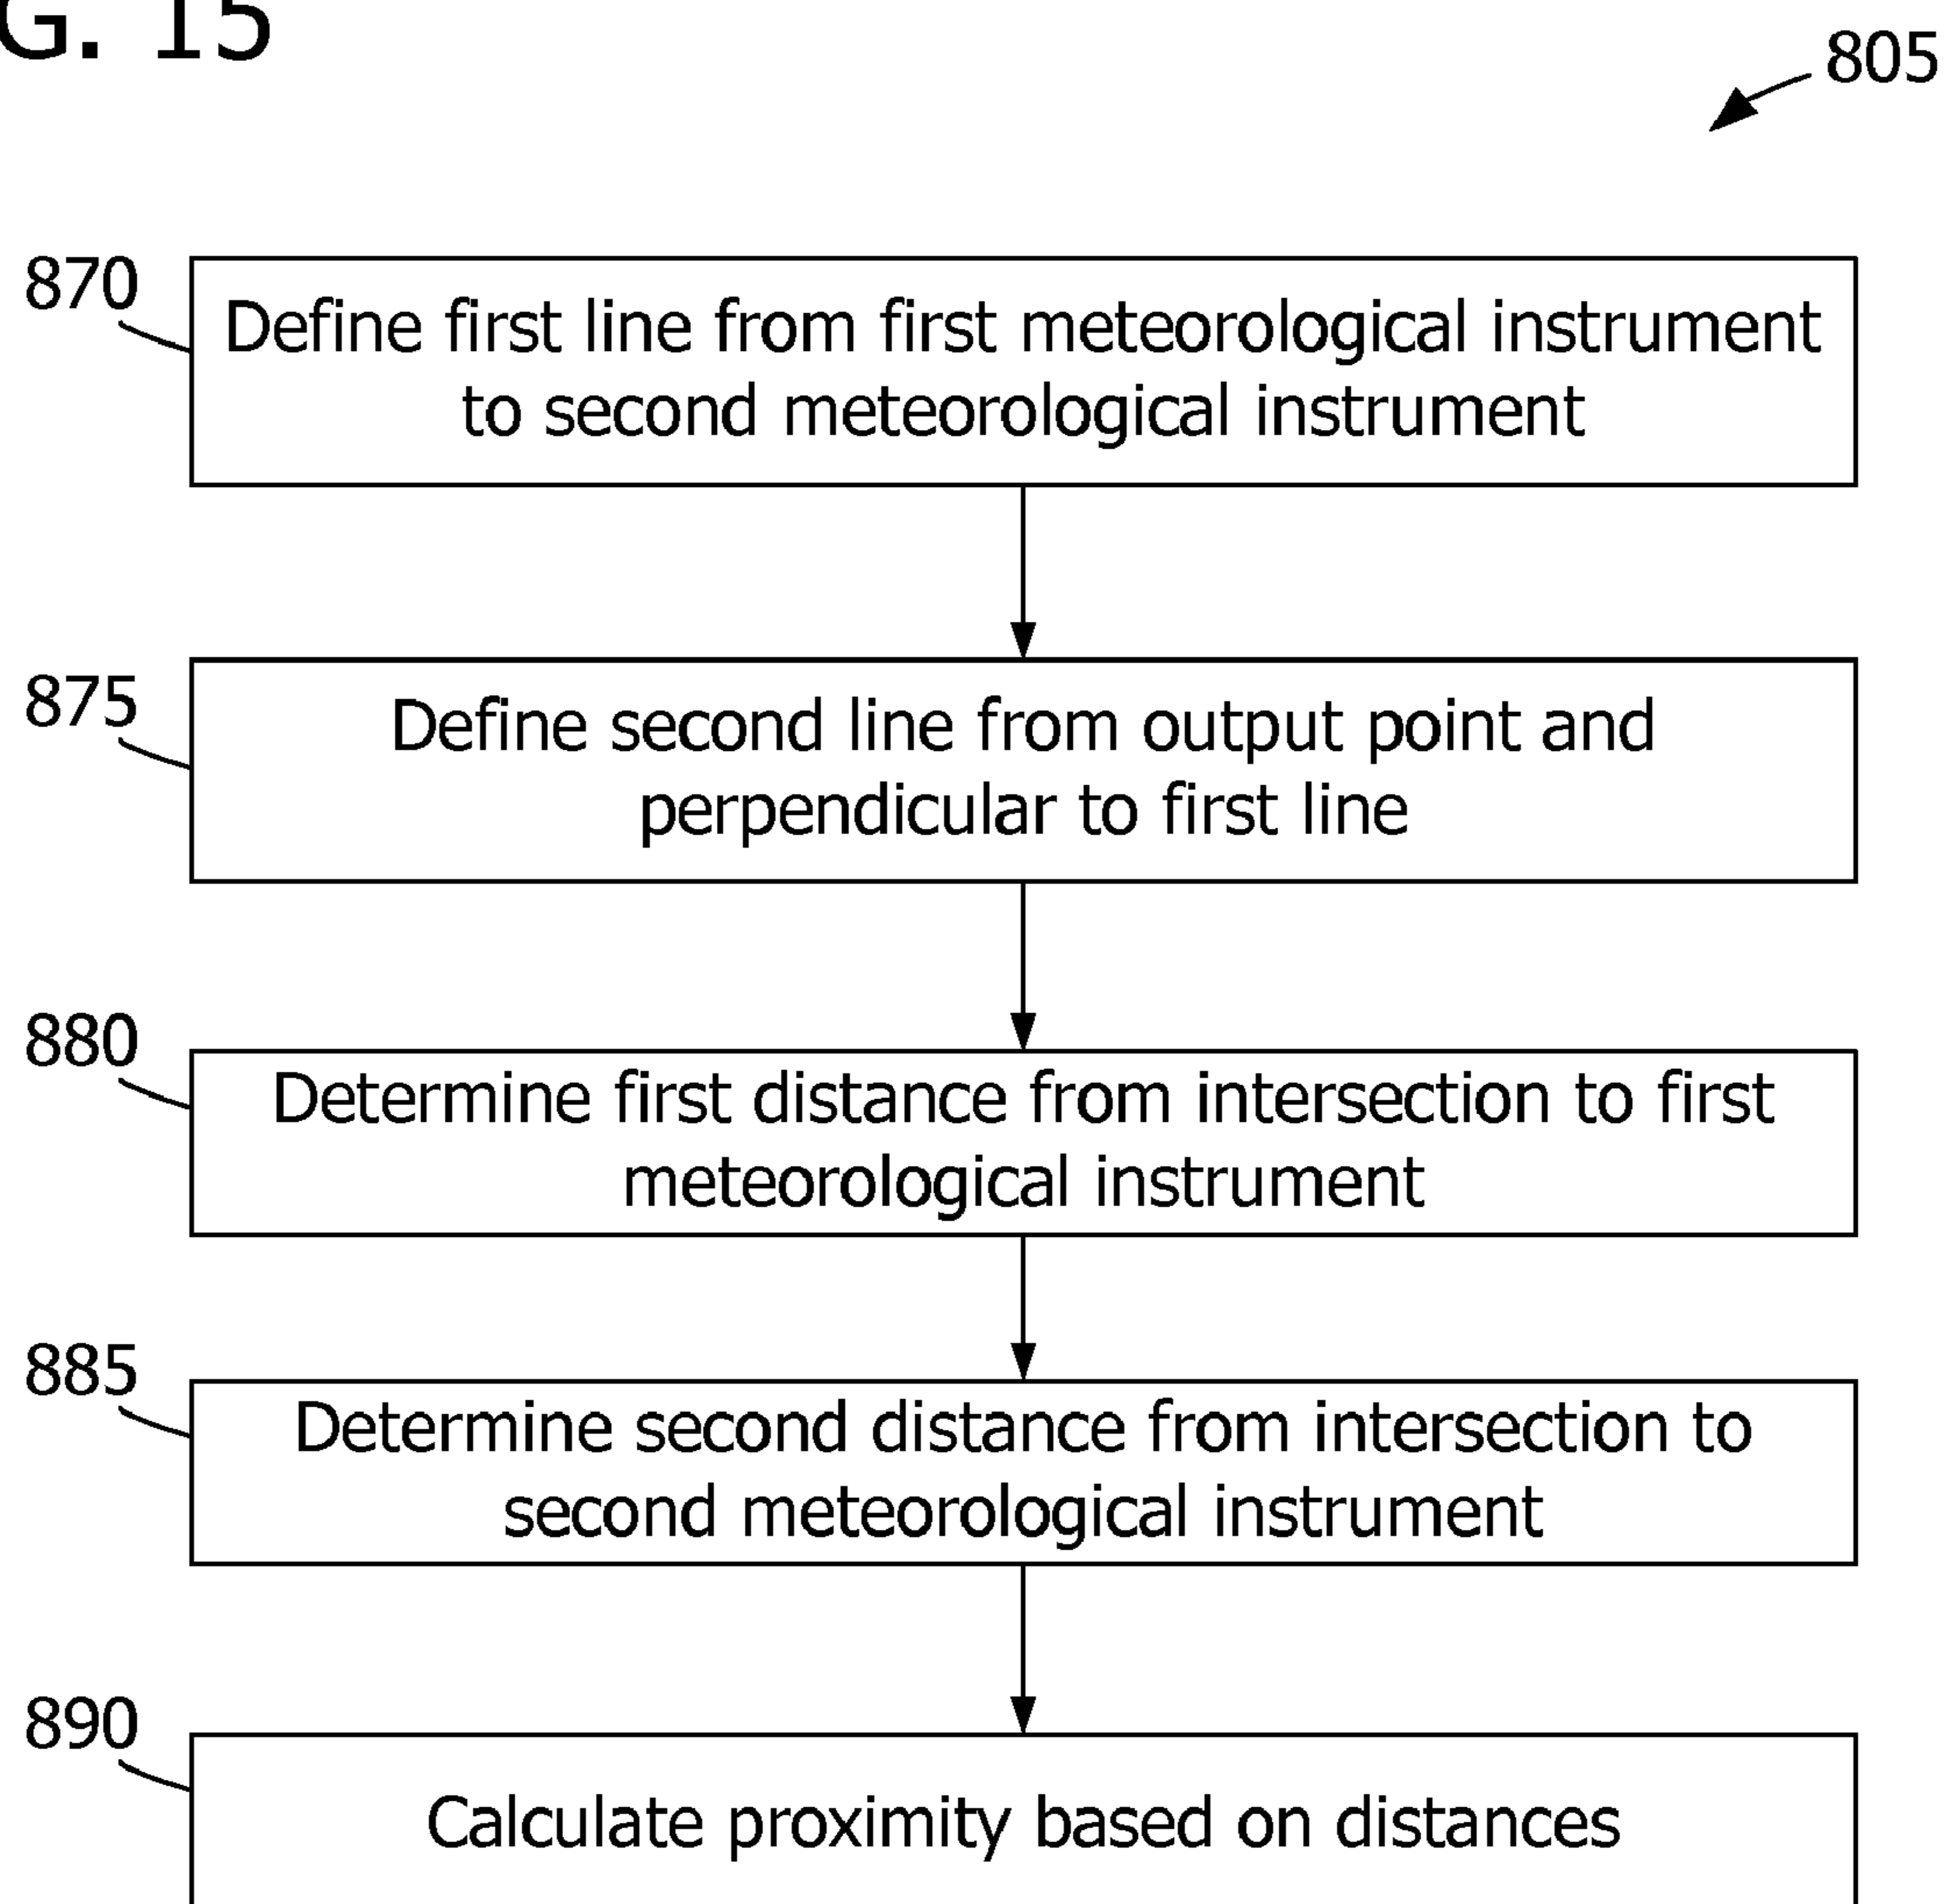 G. 15
805
870
Define first line from first meteorological instrument
to second meteorological instrument
875
Define second line from output point and
perpendicular to first line
880
Determine first distance from intersection to first
meteorological instrument
885
Determine second distance from intersection to
second meteorological instrument
890
Calculate proximity based on distances